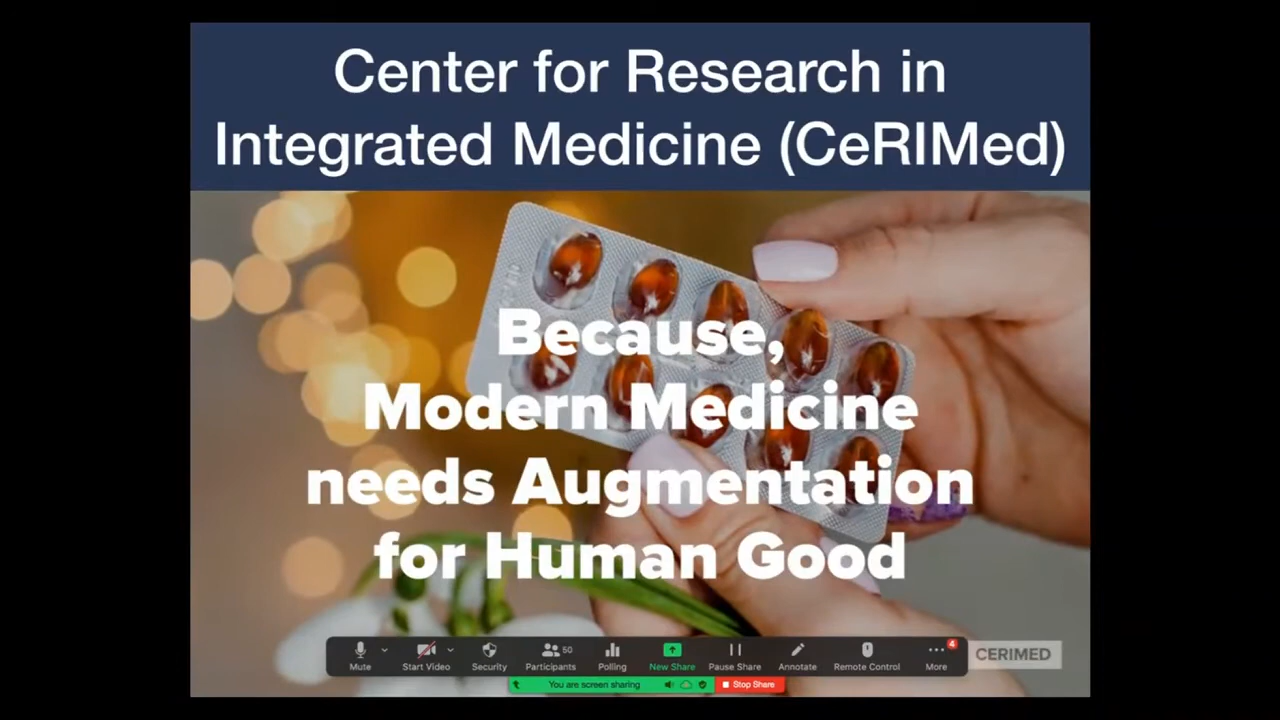 Center for Research in
Integrated Medicine (CeRIMed)
Because,
Modern Medicine
needs Augmentation
for Human Good
Mute
Start Video
Security
Participants
50
Polling
New Share
Pause Share
Annotate
Remote Control
More
4
CERIMED
You are screen sharing
Stop Share